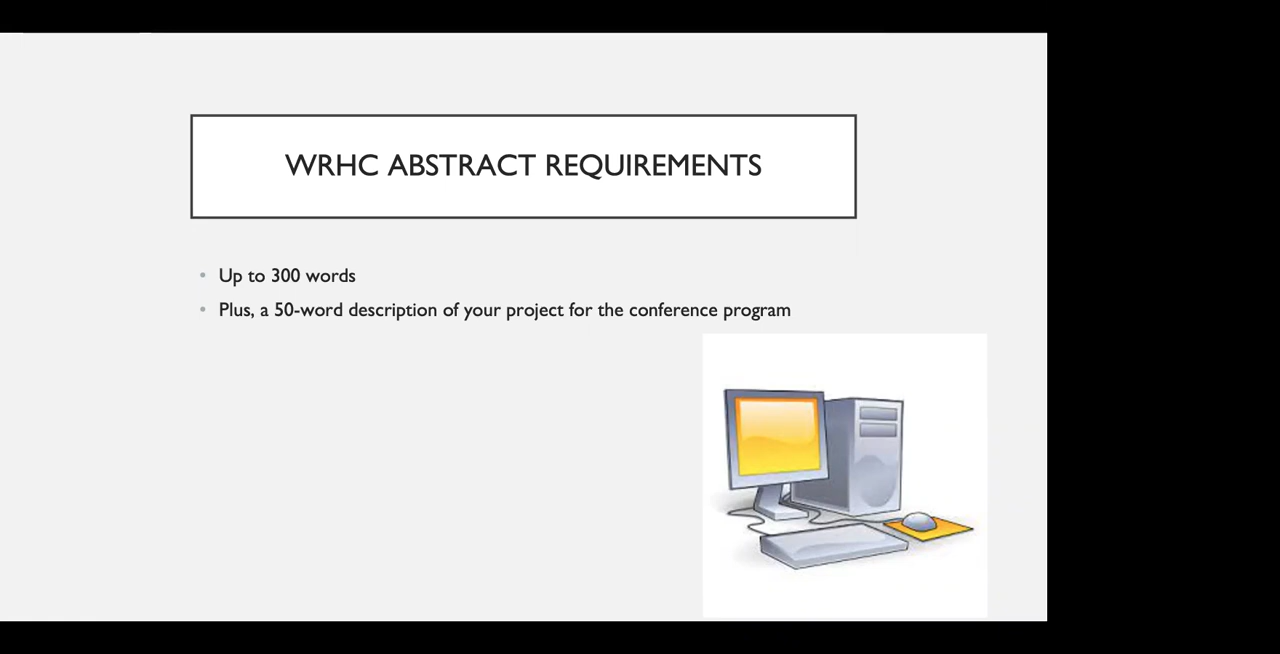 WRHC ABSTRACT REQUIREMENTS
• Up to 300 words
• Plus, a 50-word description of your project for the conference program